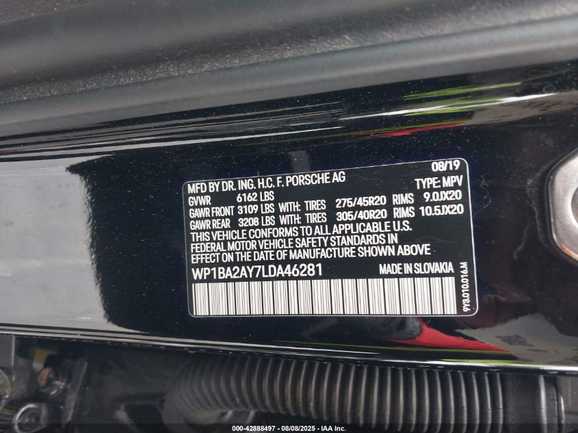 08/19
MFD BY DR. ING. H.C. F. PORSCHE AG
GVWR 6162 LBS TYPE: MPV
GAWR FRONT 3109 LBS WITH: TIRES 275/45R20 RIMS 9.0JX20
GAWR REAR 3208 LBS WITH: TIRES 305/40R20 RIMS 10.5JX20
THIS VEHICLE CONFORMS TO ALL APPLICABLE U.S.
FEDERAL MOTOR VEHICLE SAFETY STANDARDS IN
EFFECT ON THE DATE OF MANUFACTURE SHOWN ABOVE
WP1BA2AY7LDA46281 MADE IN SLOVAKIA
9Y3.010.016.M
000-42888497 - 08/08/2025 - IAA Inc.